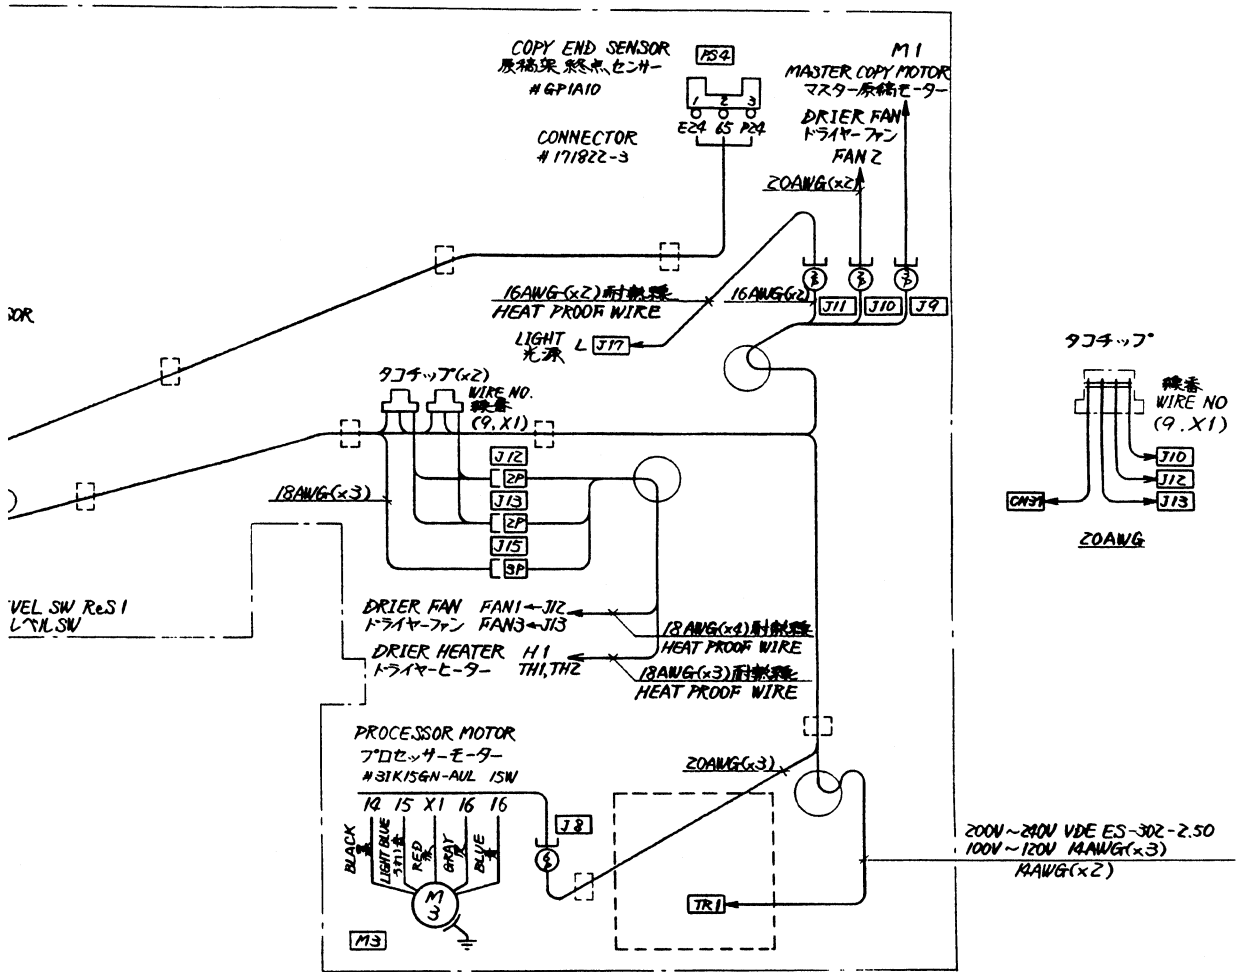 COPY END SENSOR
原稿架 終点センサー
#GP1A10
PS4
1 2 3
E24 65 P24
CONNECTOR
#171822-3
M1
MASTER COPY MOTOR
マスター原稿モーター
DRIER FAN
ドライヤーファン
FAN2
20AWG(x2)
16AWG(x2)耐熱線
HEAT PROOF WIRE
16AWG(x2)
J11
J10
J9
LIGHT
光源
L
J17
タコチップ(x2)
WIRE NO.
線番
(9, X1)
J12
2P
J13
2P
J15
3P
18AWG(x3)
タコチップ
線番
WIRE NO
(9, X1)
J10
J12
J13
CN37
20AWG
VEL SW ReS1
レベルSW
DRIER FAN FAN1←J12
ドライヤーファン FAN3←J13
18AWG(x4)耐熱線
HEAT PROOF WIRE
DRIER HEATER H1
ドライヤーヒーター TH1,TH2
18AWG(x3)耐熱線
HEAT PROOF WIRE
PROCESSOR MOTOR
プロセッサーモーター
#31K15GN-AUL 15W
14 15 X1 16 16
BLACK
黒
LIGHT BLUE
RED
赤
GRAY
灰
BLUE
青
M
3
M3
J8
20AWG(x3)
TR1
200V~240V VDE ES-302-2.50
100V~120V 14AWG(x3)
14AWG(x2)